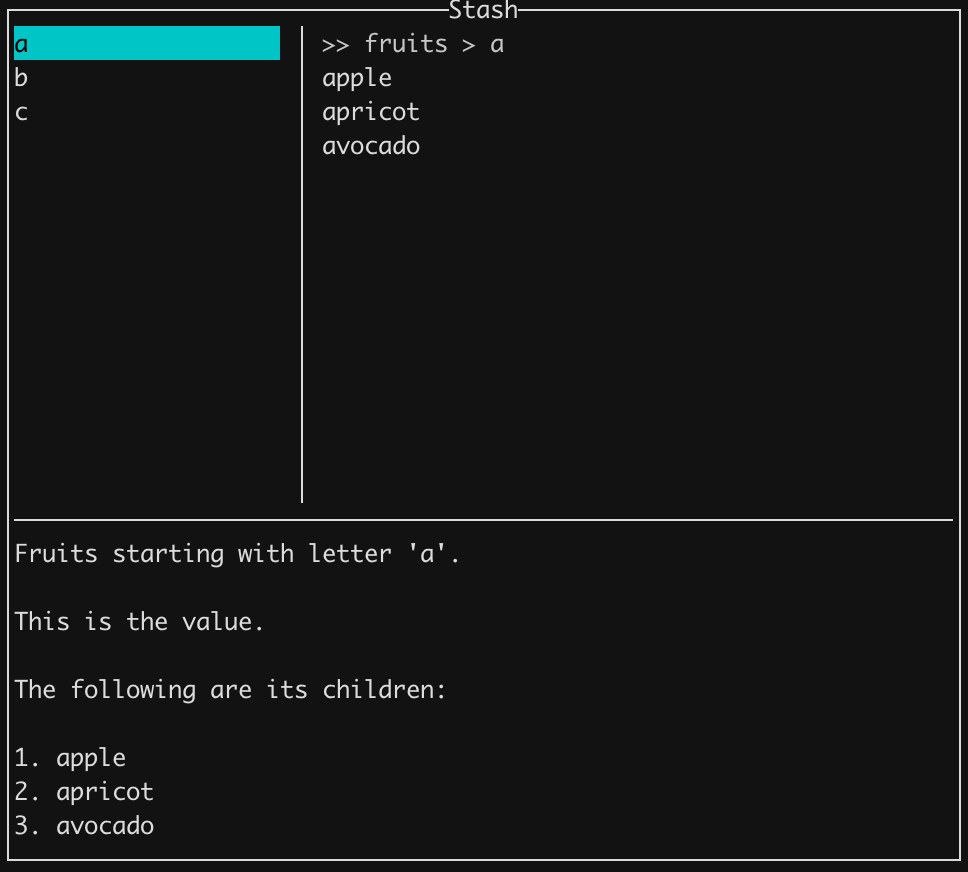 Stash
a
b
c
>> fruits > a
apple
apricot
avocado
Fruits starting with letter 'a'.
This is the value.
The following are its children:
1. apple
2. apricot
3. avocado